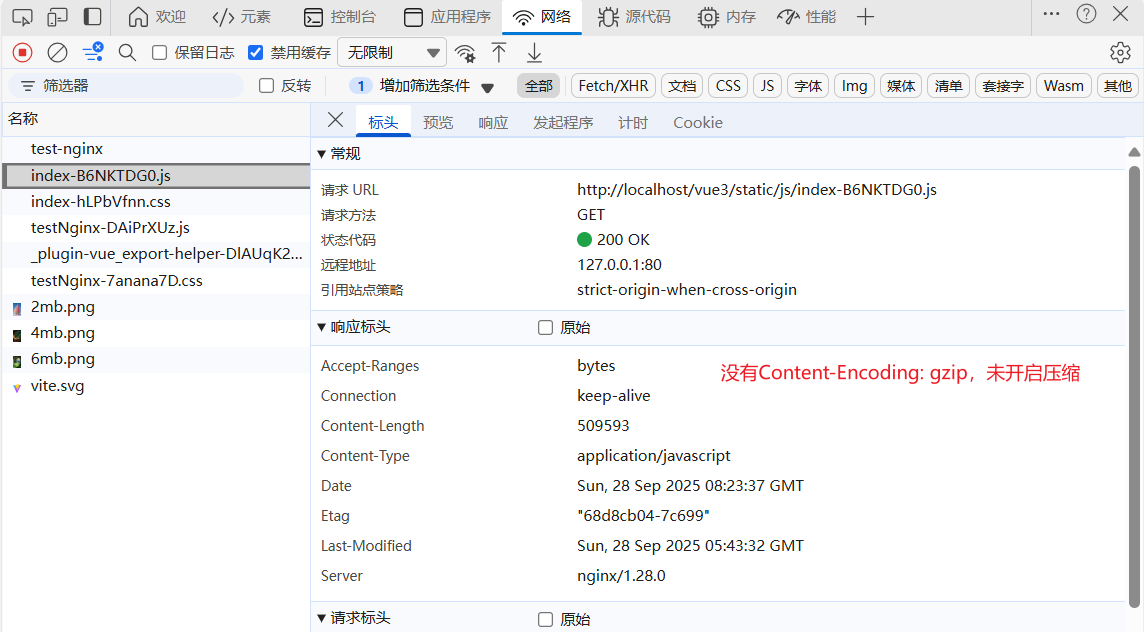 欢迎 元素 控制台 应用程序 网络 源代码 内存 性能
保留日志 禁用缓存 无限制
筛选器 反转 1 增加筛选条件 全部 Fetch/XHR 文档 CSS JS 字体 Img 媒体 清单 套接字 Wasm 其他
名称
标头 预览 响应 发起程序 计时 Cookie
test-nginx
index-B6NKTDG0.js
index-hLPbVfnn.css
testNginx-DAiPrXUz.js
_plugin-vue_export-helper-DlAUqK2...
testNginx-7anana7D.css
2mb.png
4mb.png
6mb.png
vite.svg
常规
请求 URL http://localhost/vue3/static/js/index-B6NKTDG0.js
请求方法 GET
状态代码 200 OK
远程地址 127.0.0.1:80
引用站点策略 strict-origin-when-cross-origin
响应标头 原始
Accept-Ranges bytes
没有Content-Encoding: gzip，未开启压缩
Connection keep-alive
Content-Length 509593
Content-Type application/javascript
Date Sun, 28 Sep 2025 08:23:37 GMT
Etag "68d8cb04-7c699"
Last-Modified Sun, 28 Sep 2025 05:43:32 GMT
Server nginx/1.28.0
请求标头 原始